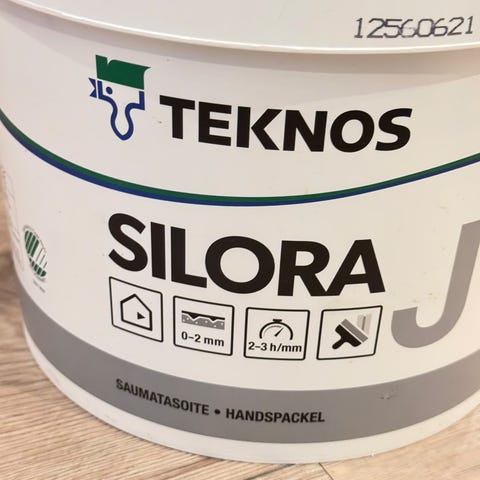 12560621
TEKNOS
SILORA J
0-2 mm
2-3 h/mm
SAUMATASOITE • HANDSPACKEL